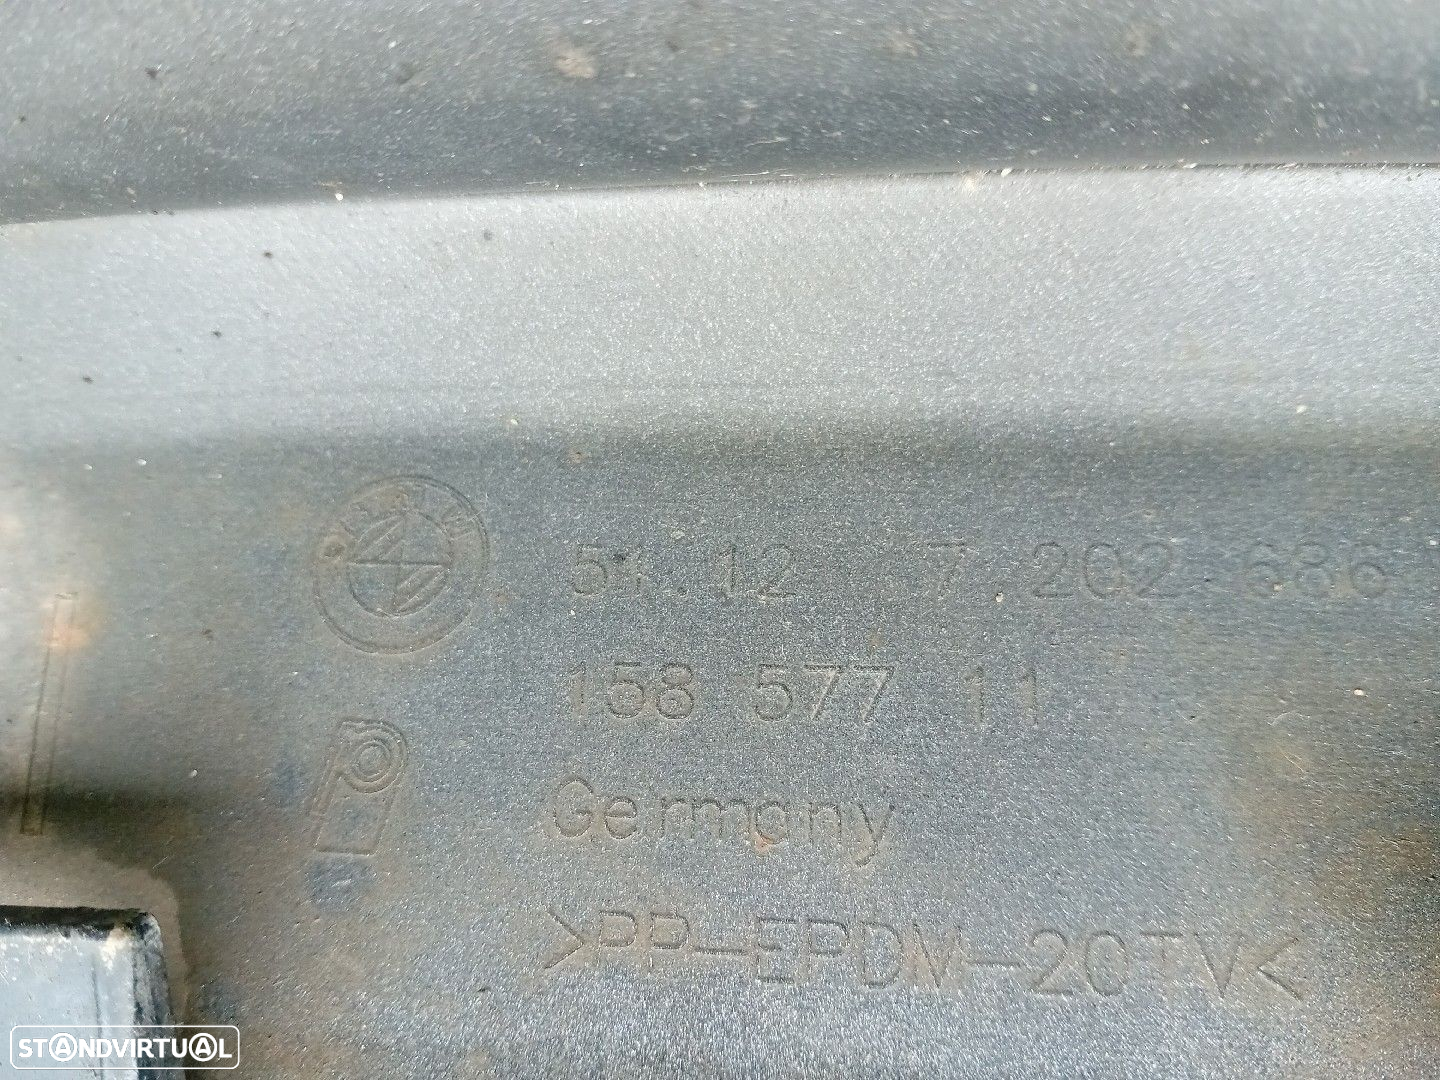 51.12 7.202.686
158 577 11
Germany
>PP-EPDM-20TV<
STANDVIRTUAL